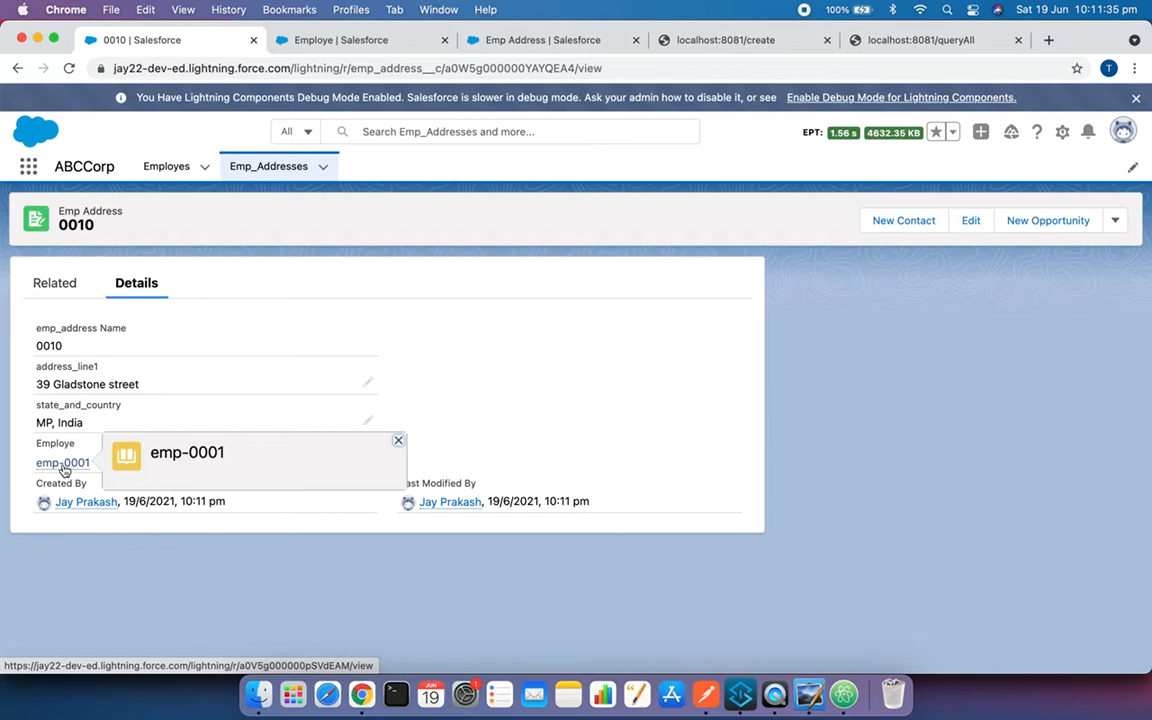 Chrome File Edit View History Bookmarks Profiles Tab Window Help 100% Sat 19 Jun 10:11:35 pm
0010 | Salesforce Employe | Salesforce Emp Address | Salesforce localhost:8081/create localhost:8081/queryAll
jay22-dev-ed.lightning.force.com/lightning/r/emp_address__c/a0W5g000000YAYQEA4/view T
You Have Lightning Components Debug Mode Enabled. Salesforce is slower in debug mode. Ask your admin how to disable it, or see Enable Debug Mode for Lightning Components.
All Search Emp_Addresses and more... EPT: 1.56 s 4632.35 KB
ABCCorp Employes Emp_Addresses
Emp Address
0010
New Contact Edit New Opportunity
Related Details
emp_address Name
0010
address_line1
39 Gladstone street
state_and_country
MP, India
Employe
emp-0001
emp-0001
Created By
ast Modified By
Jay Prakash, 19/6/2021, 10:11 pm
Jay Prakash, 19/6/2021, 10:11 pm
https://jay22-dev-ed.lightning.force.com/lightning/r/a0V5g000000pSVdEAM/view
JUN
19
1